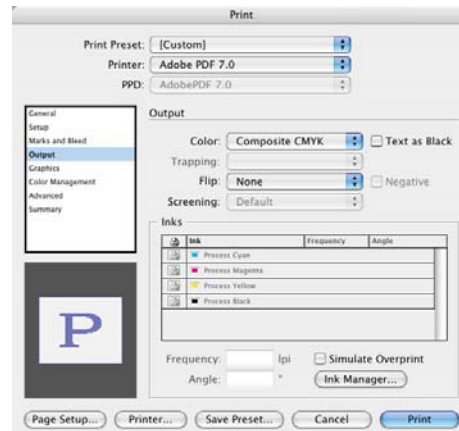 Print
Print Preset: [Custom]
Printer: Adobe PDF 7.0
PPD: AdobePDF 7.0
General
Setup
Marks and Bleed
Output
Graphics
Color Management
Advanced
Summary
Output
Color: Composite CMYK Text as Black
Trapping:
Flip: None Negative
Screening: Default
Inks
Ink Frequency Angle
Process Cyan
Process Magenta
Process Yellow
Process Black
Frequency: lpi Simulate Overprint
Angle: ° Ink Manager...
P
Page Setup... Printer... Save Preset... Cancel Print